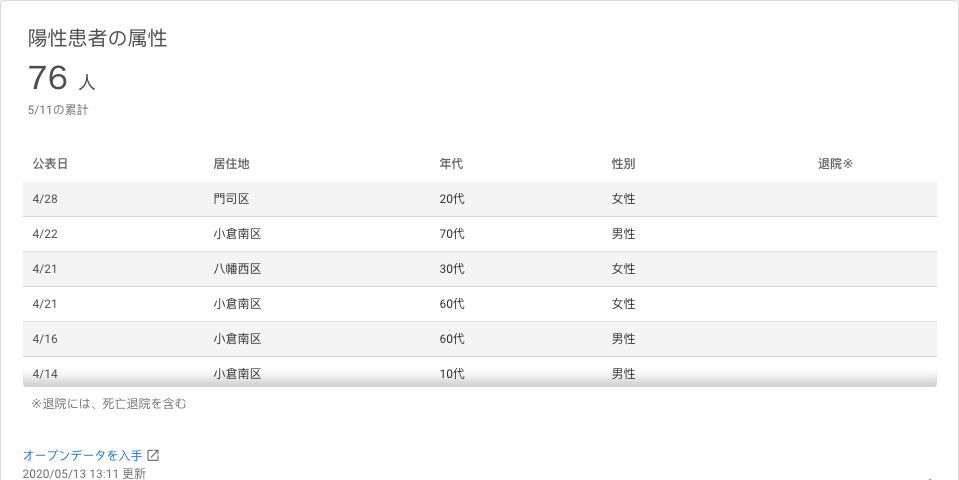 陽性患者の属性
76 人
5/11の累計
公表日 居住地 年代 性別 退院※
4/28 門司区 20代 女性
4/22 小倉南区 70代 男性
4/21 八幡西区 30代 女性
4/21 小倉南区 60代 女性
4/16 小倉南区 60代 男性
4/14 小倉南区 10代 男性
※退院には、死亡退院を含む
オープンデータを入手
2020/05/13 13:11 更新